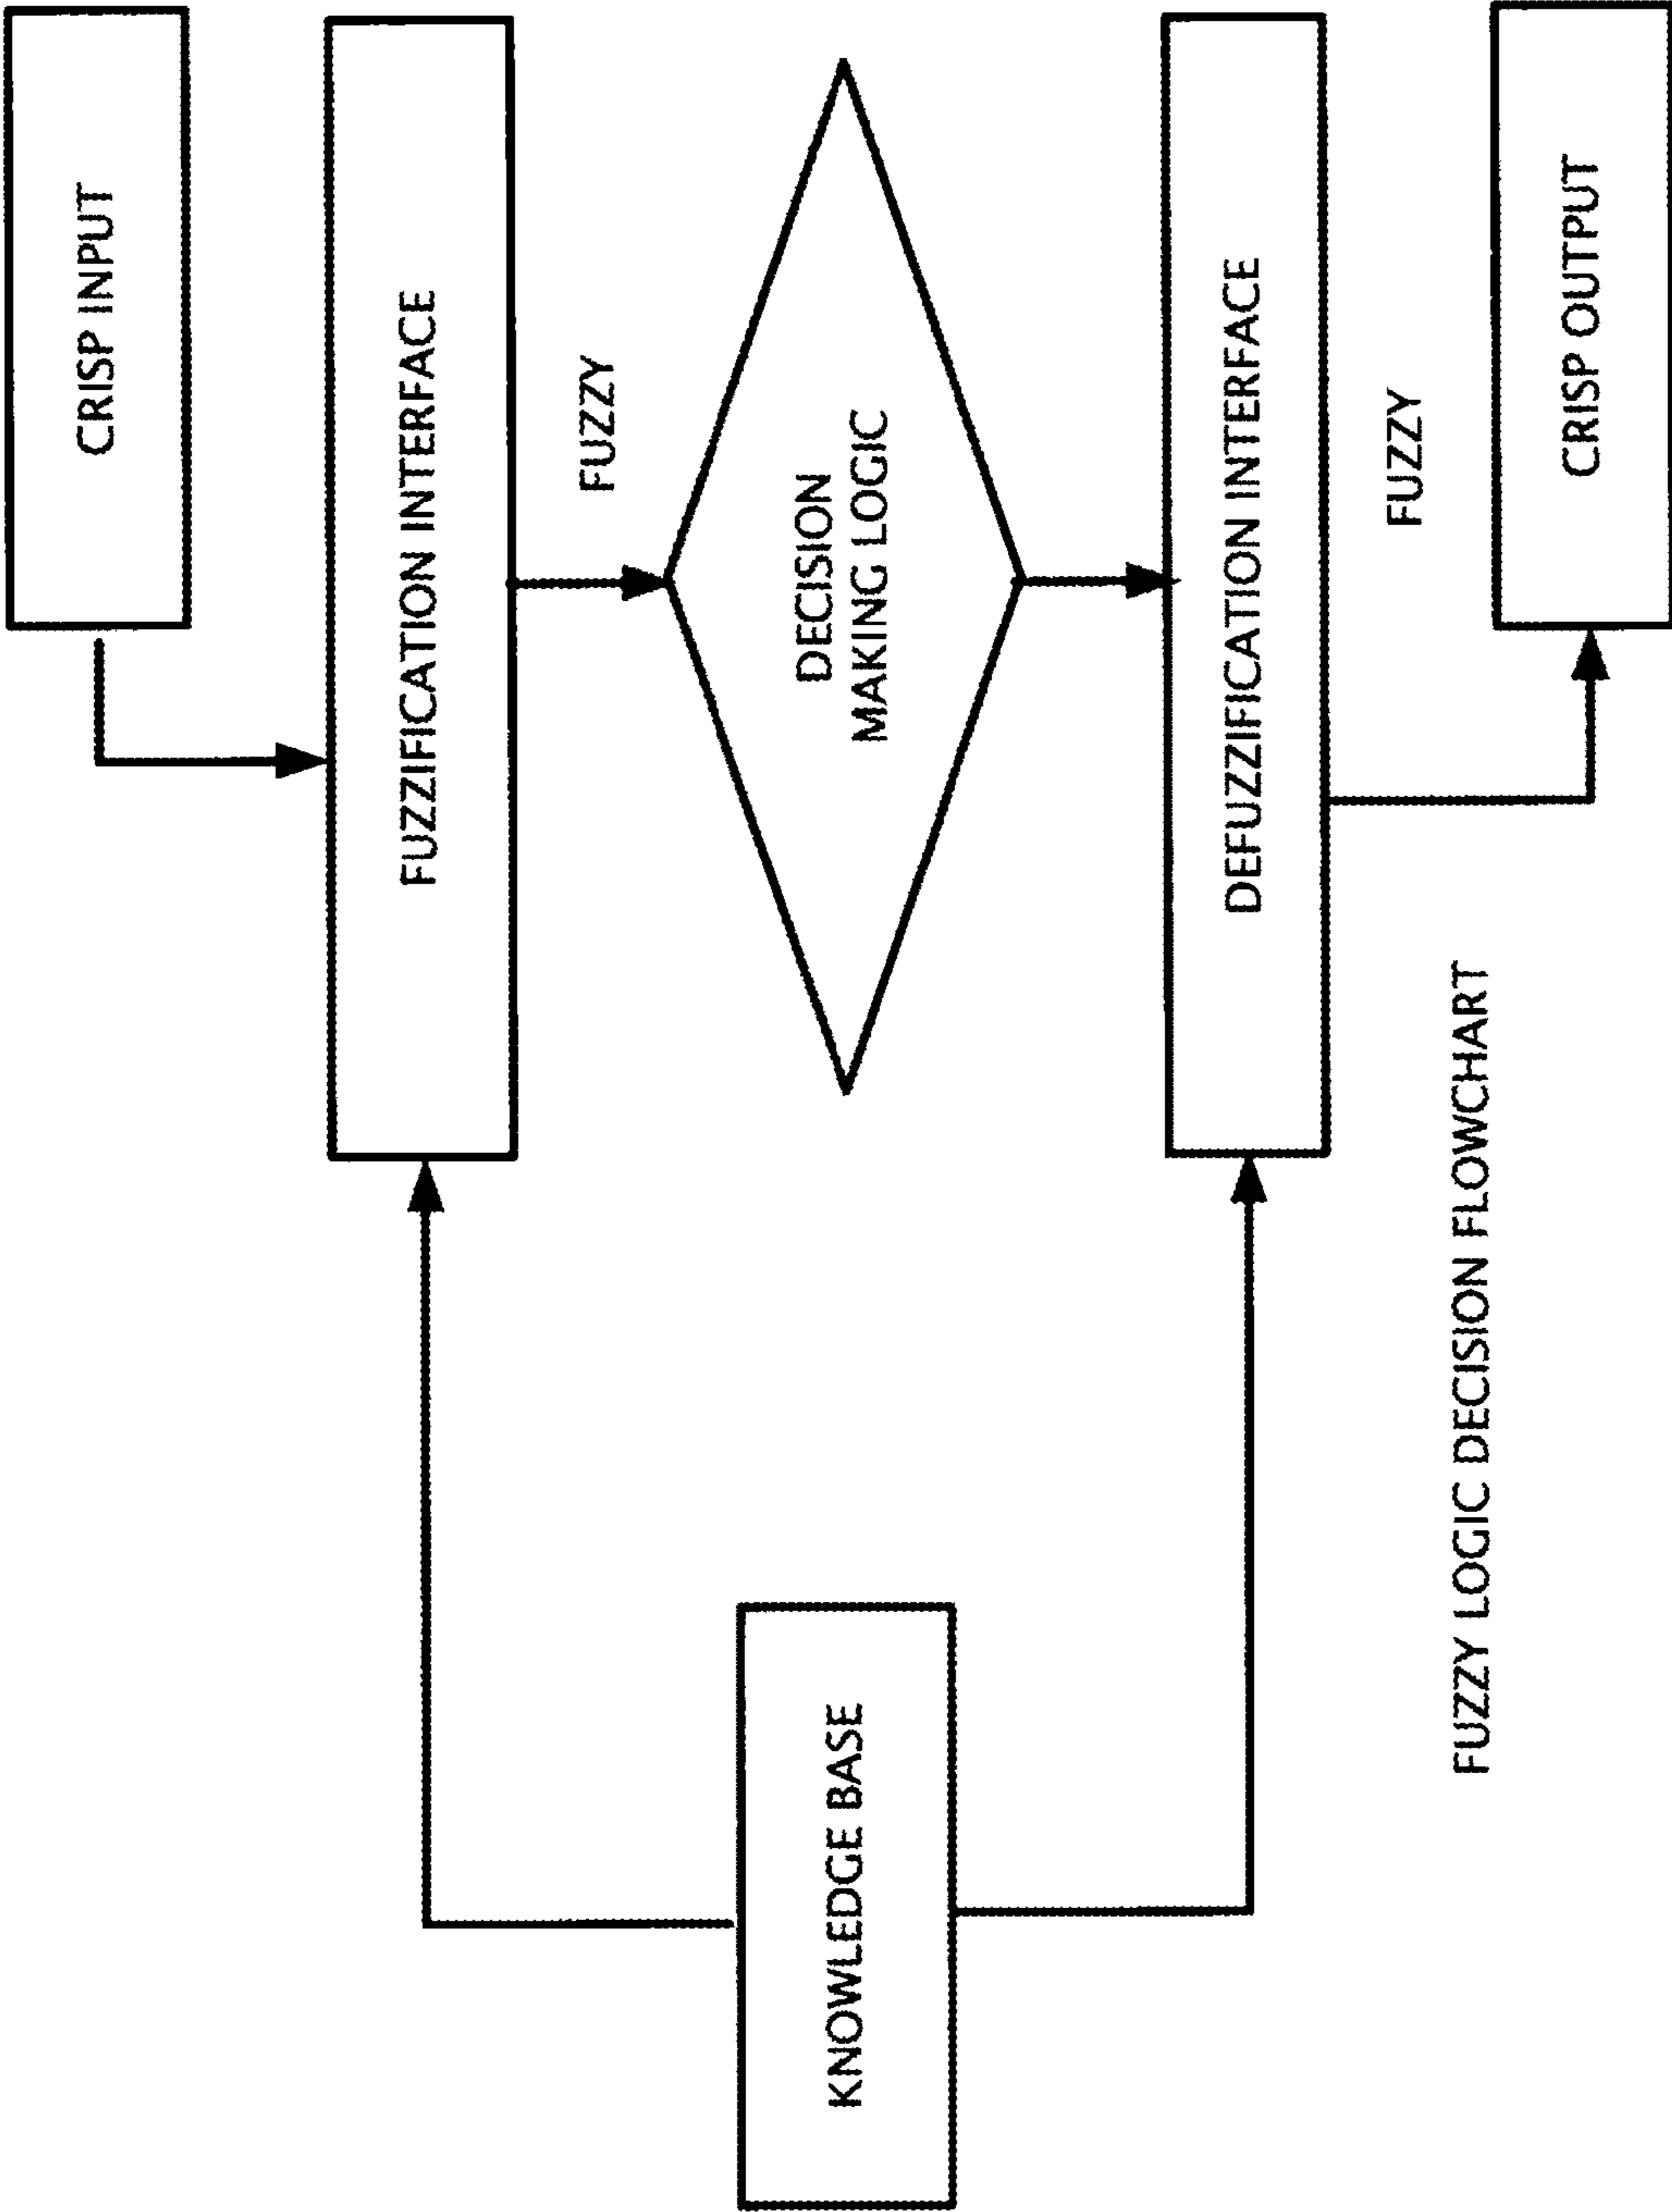 CRISP INPUT
FUZZIFICATION INTERFACE
FUZZY
DECISION
MAKING LOGIC
KNOWLEDGE BASE
DEFUZZIFICATION INTERFACE
FUZZY
CRISP OUTPUT
FUZZY LOGIC DECISION FLOWCHART